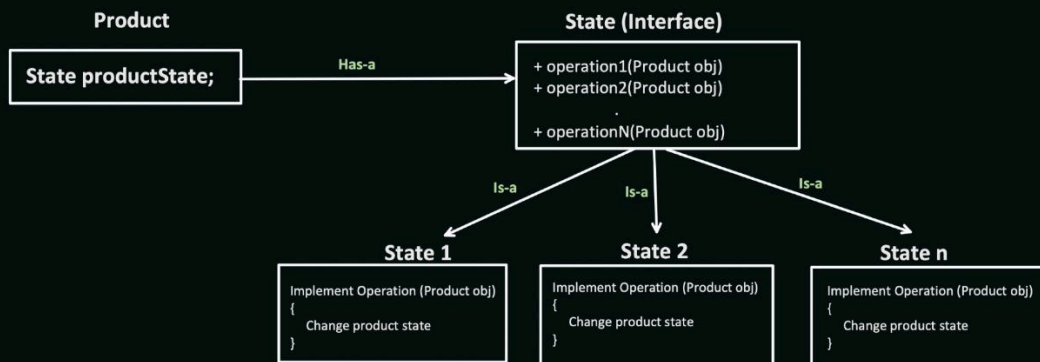 Product
State productState;
Has-a
State (Interface)
+ operation1(Product obj)
+ operation2(Product obj)
.
+ operationN(Product obj)
Is-a
Is-a
Is-a
State 1
Implement Operation (Product obj)
{
Change product state
}
State 2
Implement Operation (Product obj)
{
Change product state
}
State n
Implement Operation (Product obj)
{
Change product state
}